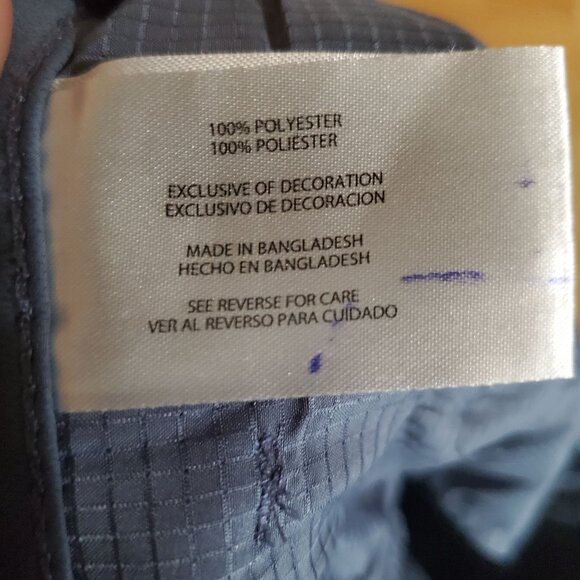 100% POLYESTER
100% POLIÉSTER
EXCLUSIVE OF DECORATION
EXCLUSIVO DE DECORACION
MADE IN BANGLADESH
HECHO EN BANGLADESH
SEE REVERSE FOR CARE
VER AL REVERSO PARA CUIDADO